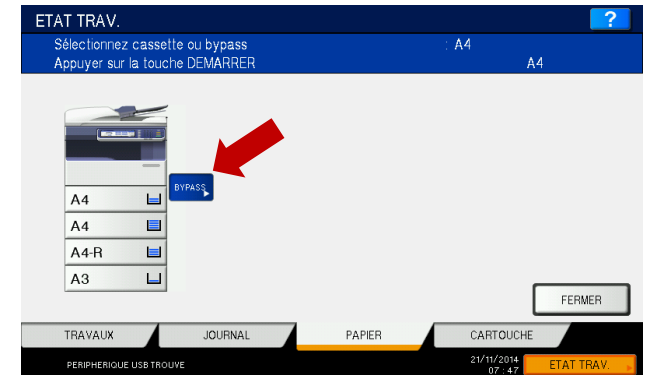 ETAT TRAV.
?
Sélectionnez cassette ou bypass : A4
Appuyer sur la touche DEMARRER A4
BYPASS
A4
A4
A4-R
A3
FERMER
TRAVAUX JOURNAL PAPIER CARTOUCHE
PERIPHERIQUE USB TROUVE
21/11/2014
07 : 47
ETAT TRAV.